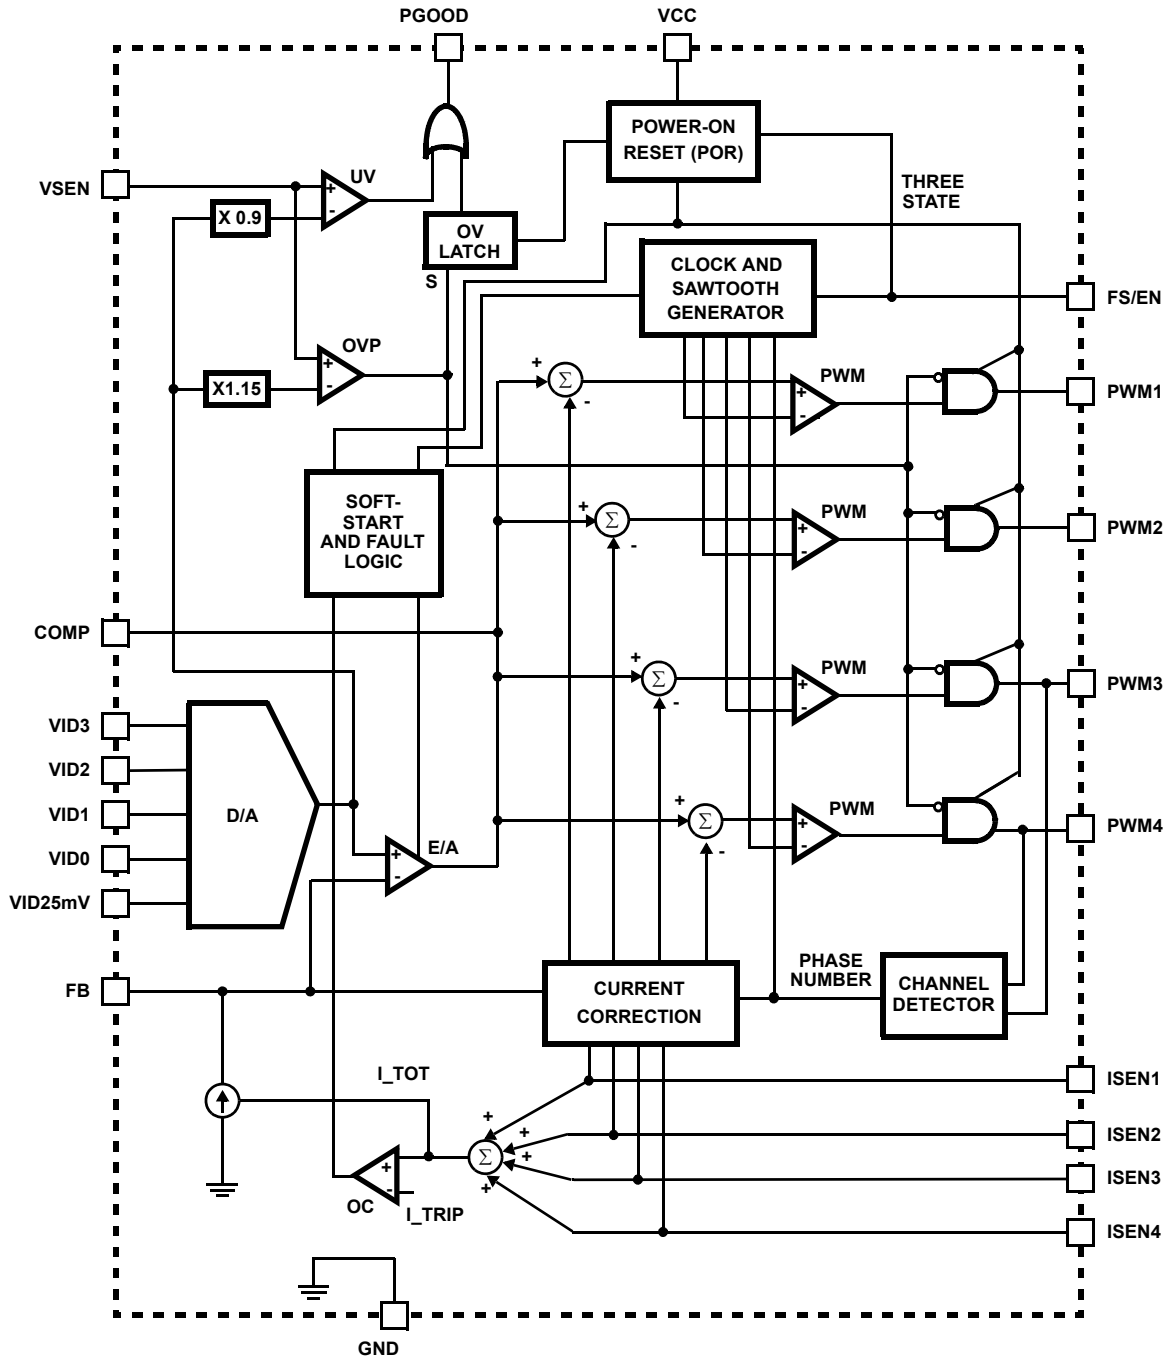 PGOOD
VCC
POWER-ON
RESET (POR)
VSEN
+
-
UV
X 0.9
THREE
STATE
OV
LATCH
S
CLOCK AND
SAWTOOTH
GENERATOR
FS/EN
OVP
+
-
X1.15
+
Σ
-
PWM
+
-
PWM1
SOFT-
START
AND FAULT
LOGIC
+
Σ
-
PWM
+
-
PWM2
COMP
+
Σ
-
PWM
+
-
PWM3
VID3
VID2
VID1
VID0
VID25mV
D/A
+
Σ
-
PWM
+
-
PWM4
E/A
+
-
FB
CURRENT
CORRECTION
PHASE
NUMBER
CHANNEL
DETECTOR
I_TOT
ISEN1
+
+
ISEN2
Σ
+
ISEN3
+
+
-
OC
I_TRIP
ISEN4
GND